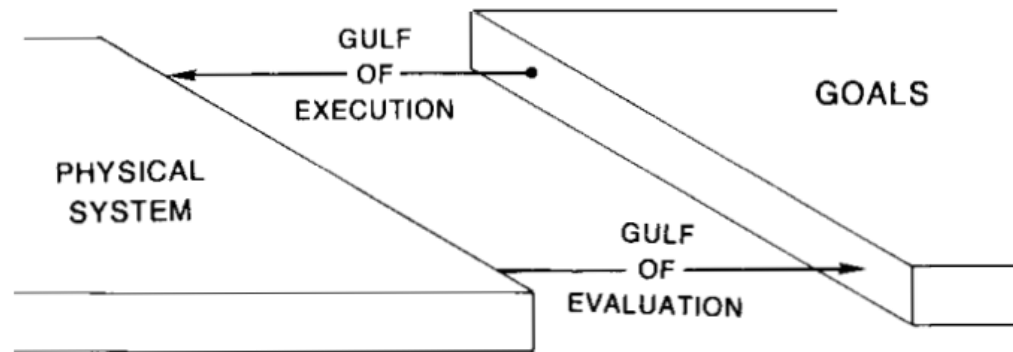 GULF
OF
EXECUTION
GOALS
PHYSICAL
SYSTEM
GULF
OF
EVALUATION